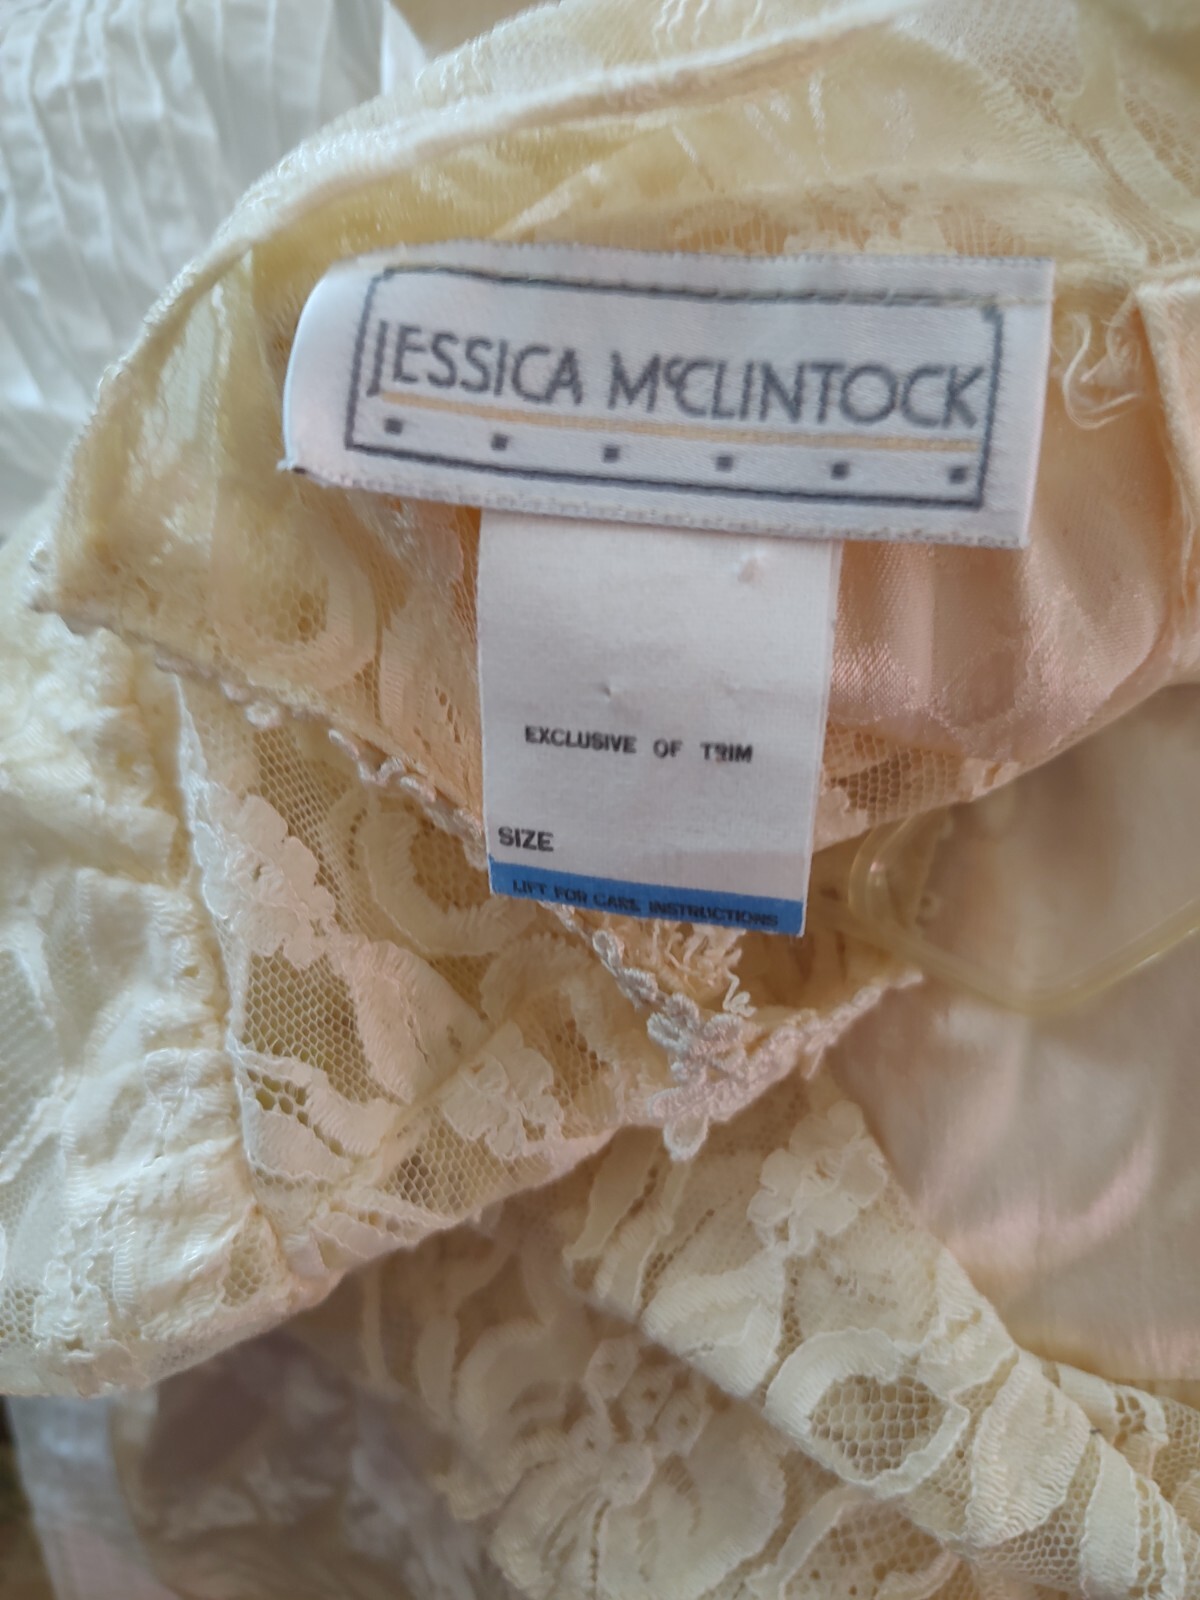 JESSICA McCLINTOCK
EXCLUSIVE OF TRIM
SIZE
LIFT FOR CARE INSTRUCTIONS